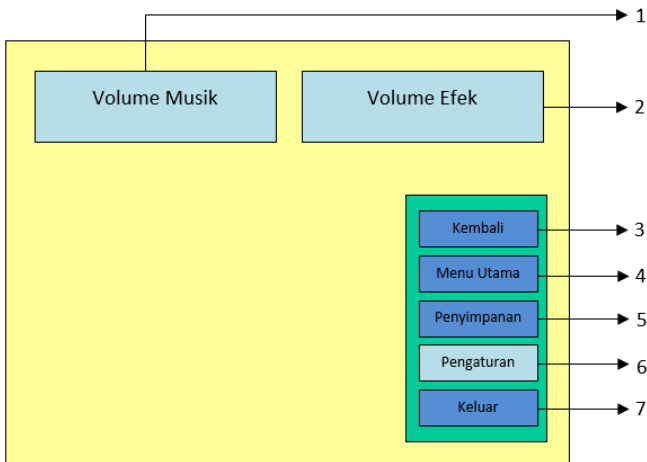 1
Volume Musik
Volume Efek
2
Kembali
3
Menu Utama
4
Penyimpanan
5
Pengaturan
6
Keluar
7